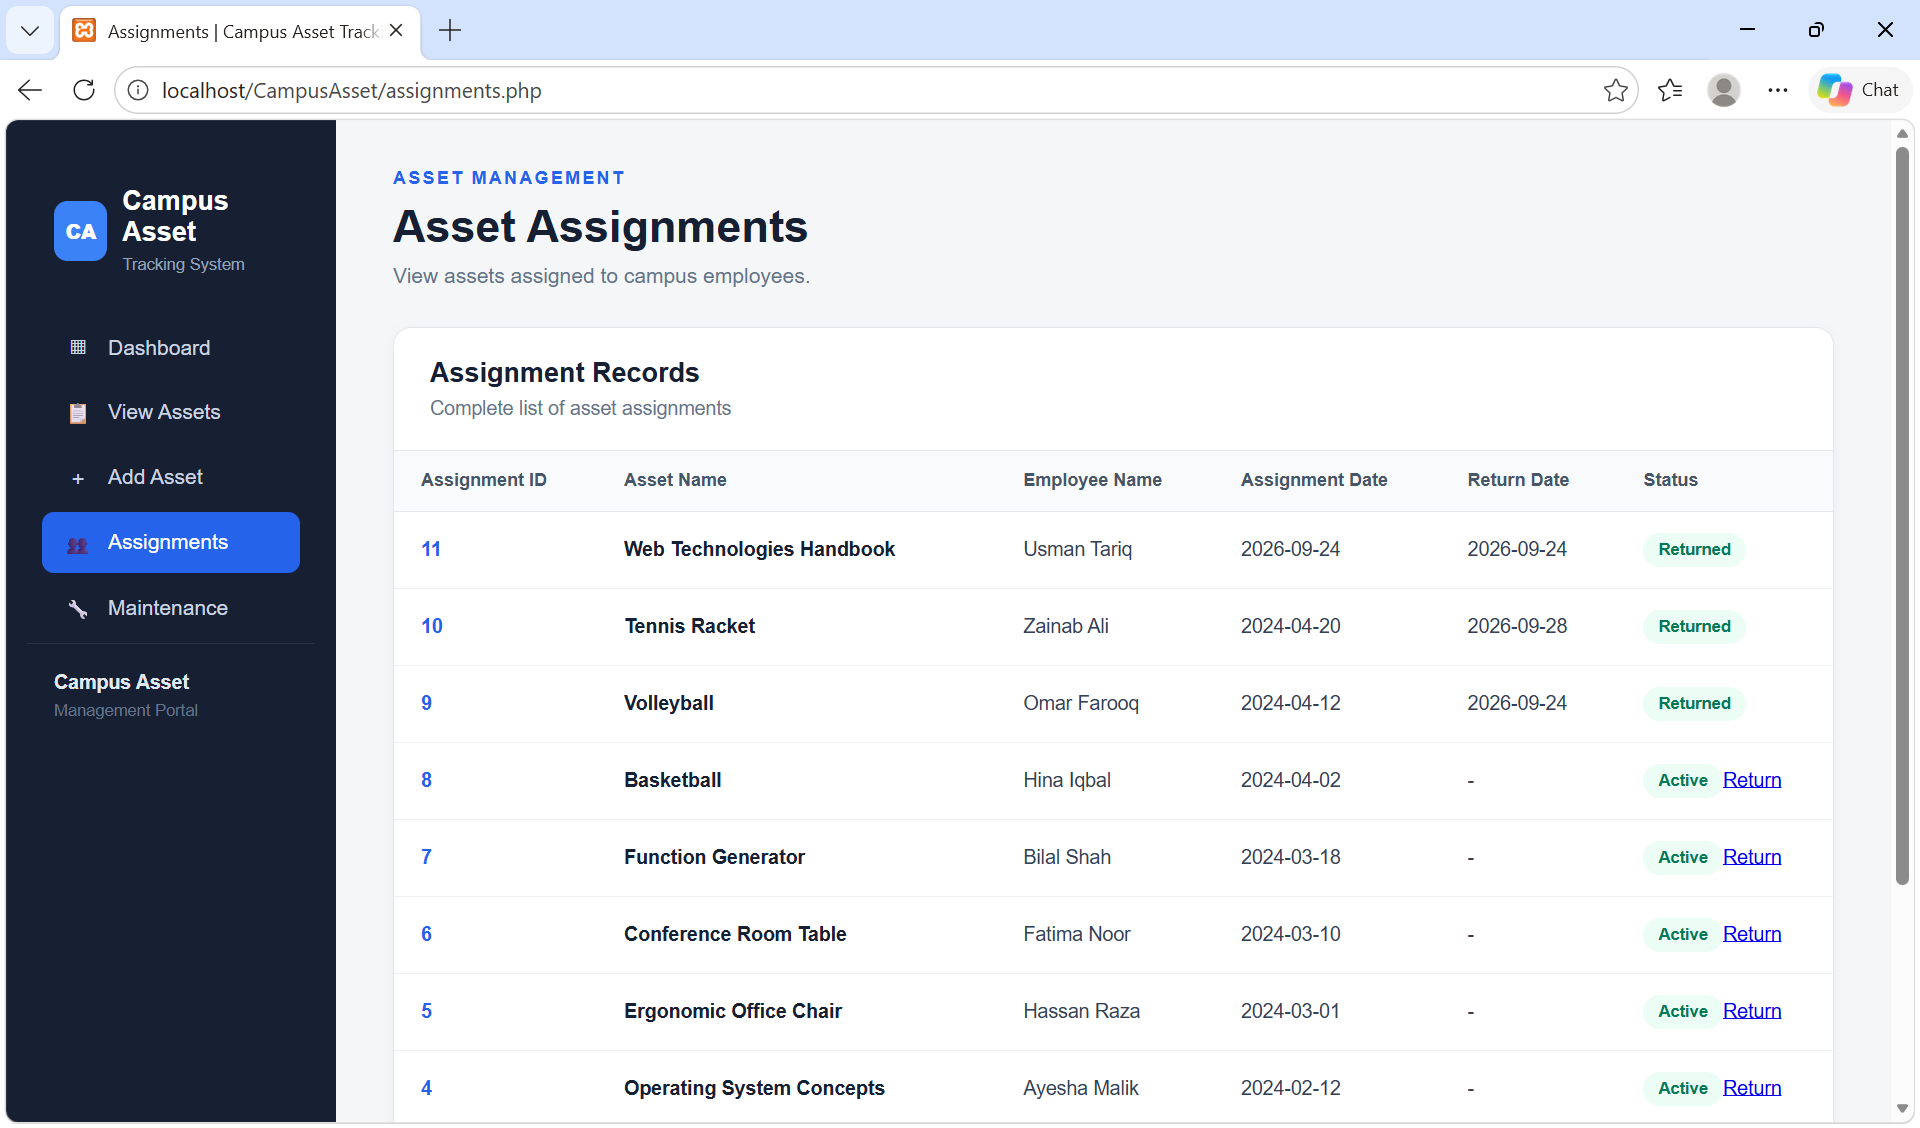 Assignments | Campus Asset Track
localhost/CampusAsset/assignments.php
Chat
CA
Campus
Asset
Tracking System
Dashboard
View Assets
+ Add Asset
Assignments
Maintenance
Campus Asset
Management Portal
ASSET MANAGEMENT
Asset Assignments
View assets assigned to campus employees.
Assignment Records
Complete list of asset assignments
Assignment ID Asset Name Employee Name Assignment Date Return Date Status
11 Web Technologies Handbook Usman Tariq 2026-09-24 2026-09-24 Returned
10 Tennis Racket Zainab Ali 2024-04-20 2026-09-28 Returned
9 Volleyball Omar Farooq 2024-04-12 2026-09-24 Returned
8 Basketball Hina Iqbal 2024-04-02 - Active Return
7 Function Generator Bilal Shah 2024-03-18 - Active Return
6 Conference Room Table Fatima Noor 2024-03-10 - Active Return
5 Ergonomic Office Chair Hassan Raza 2024-03-01 - Active Return
4 Operating System Concepts Ayesha Malik 2024-02-12 - Active Return